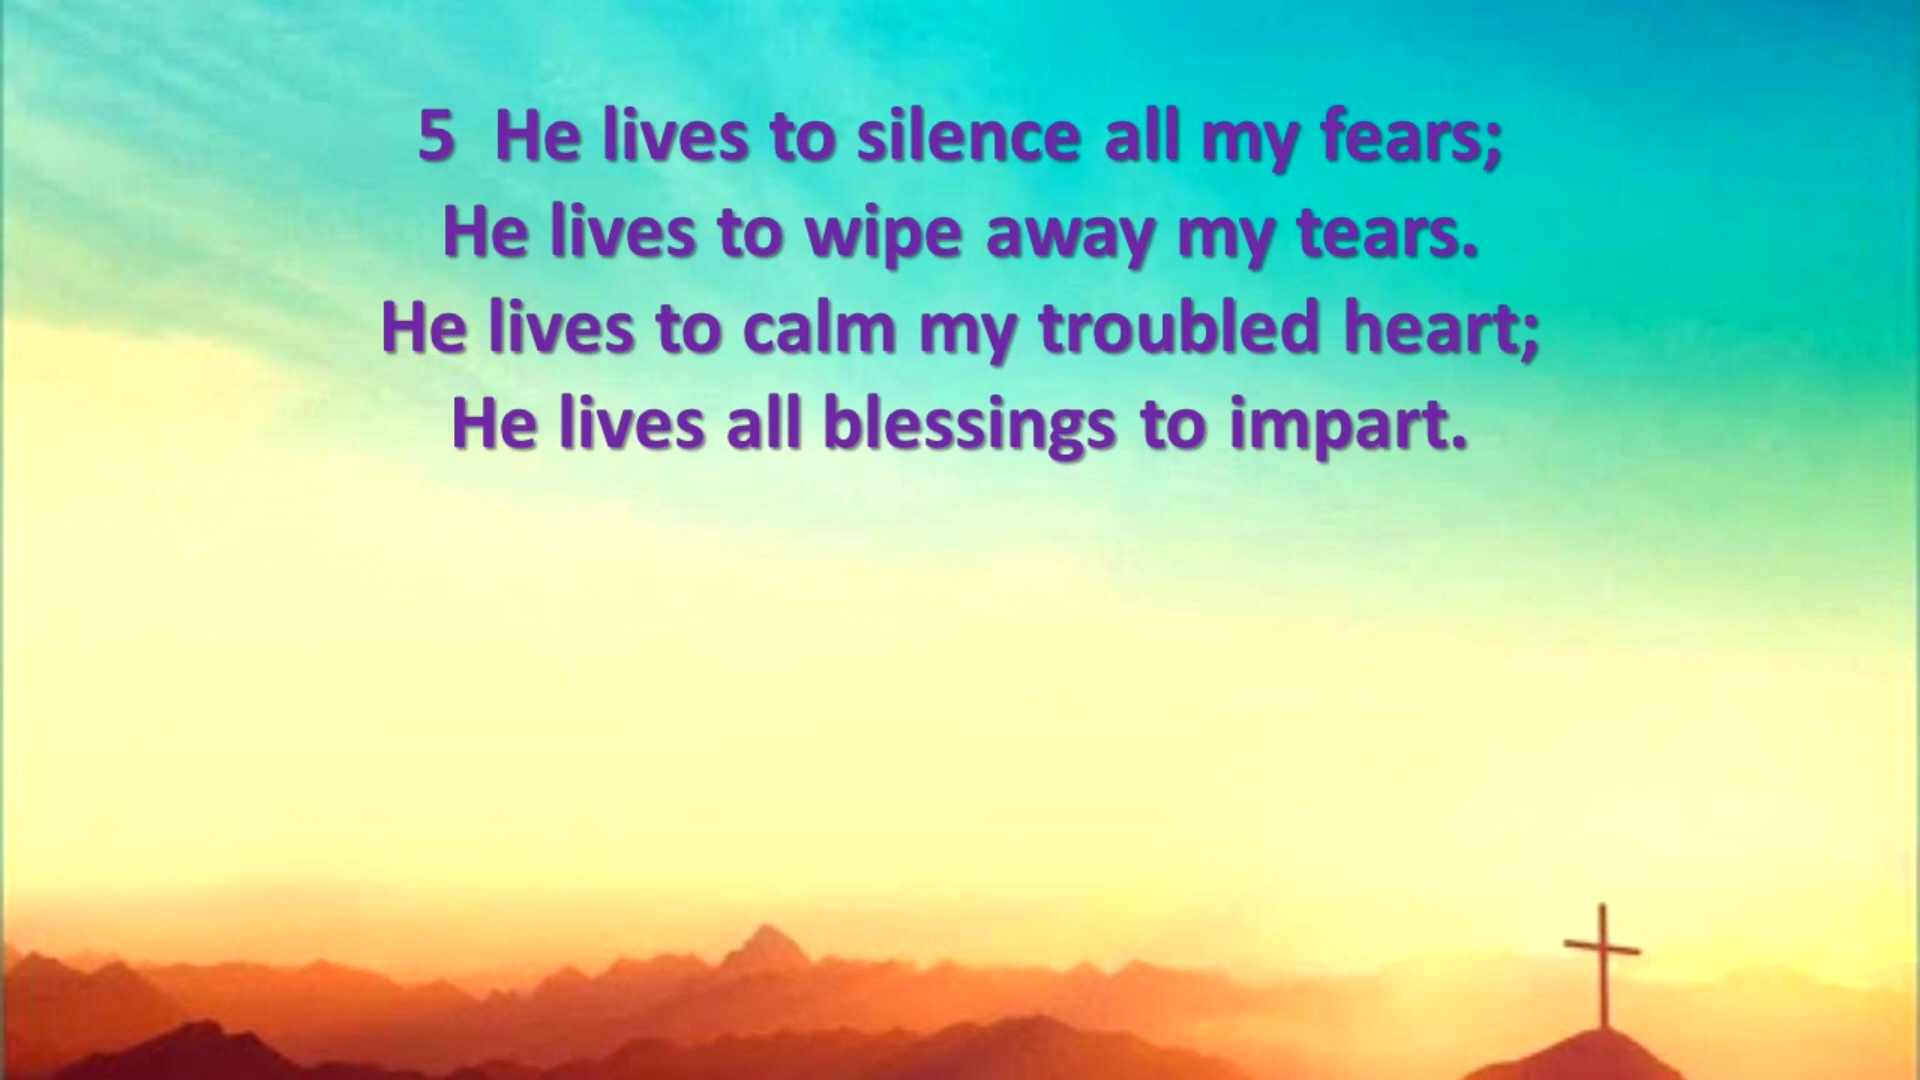 5 He lives to silence all my fears;
He lives to wipe away my tears.
He lives to calm my troubled heart;
He lives all blessings to impart.